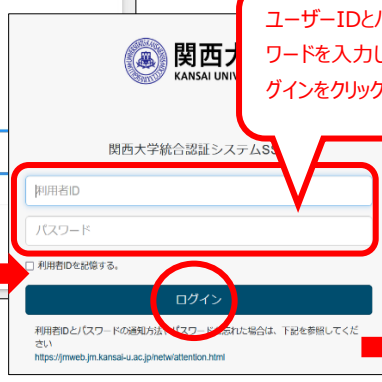 ユーザーIDとパ
ワードを入力し
グインをクリック
関西大
KANSAI UNIV
関西大学統合認証システムSS
利用者ID
パスワード
利用者IDを記憶する。
ログイン
利用者IDとパスワードの通知方法、パスワードを忘れた場合は、下記を参照してくだ
さい
https://jmweb.jm.kansai-u.ac.jp/netw/attention.html